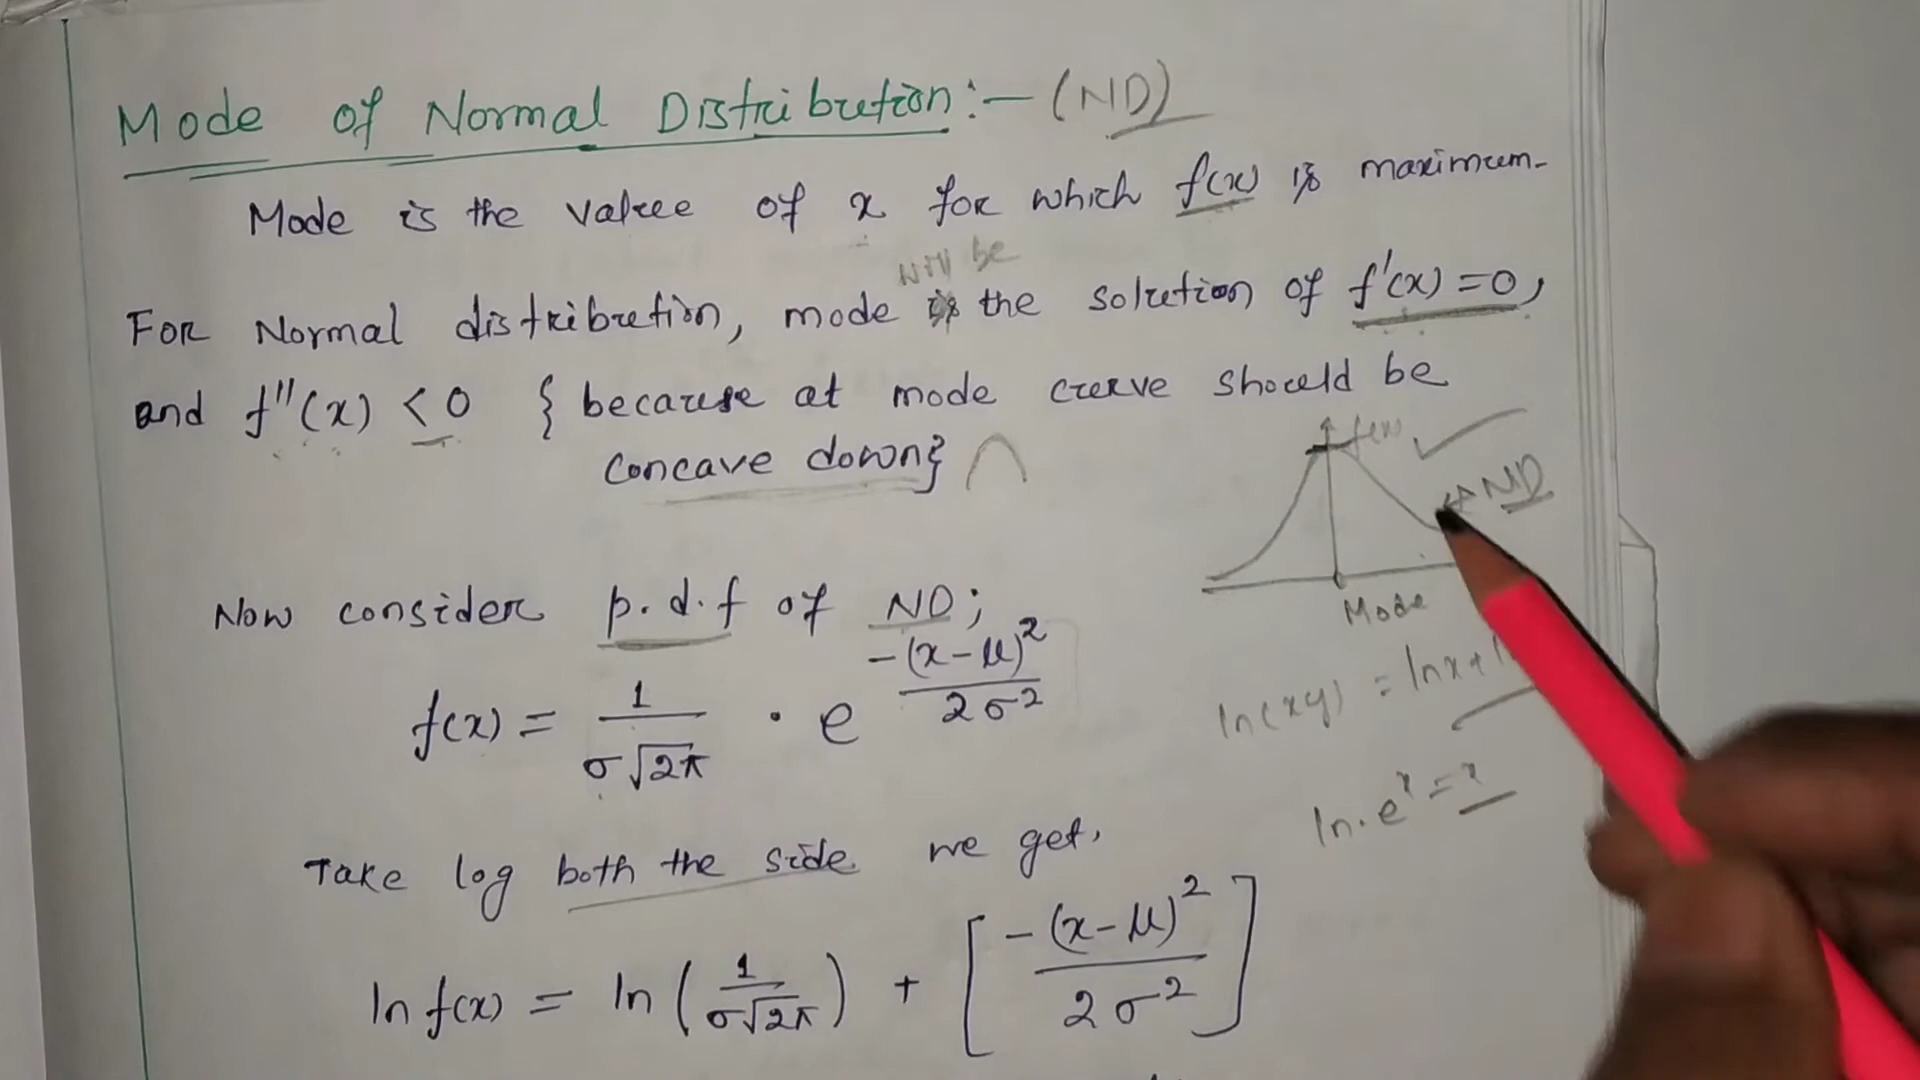 Mode of Normal Distribution:- (ND)
Mode is the value of x for which f(x) is maximum.
will be
For Normal distribution, mode is the solution of f'(x) = 0,
and f''(x) < 0 { because at mode curve should be
concave down}
f(x)
ND
Mode
Now consider p.d.f of ND;
f(x) = 1/(σ√2π) · e^(-(x-μ)²/2σ²)
ln(xy) = lnx +
ln·eˣ = x
Take log both the side we get,
ln f(x) = ln(1/(σ√2π)) + [-(x-μ)²/2σ²]